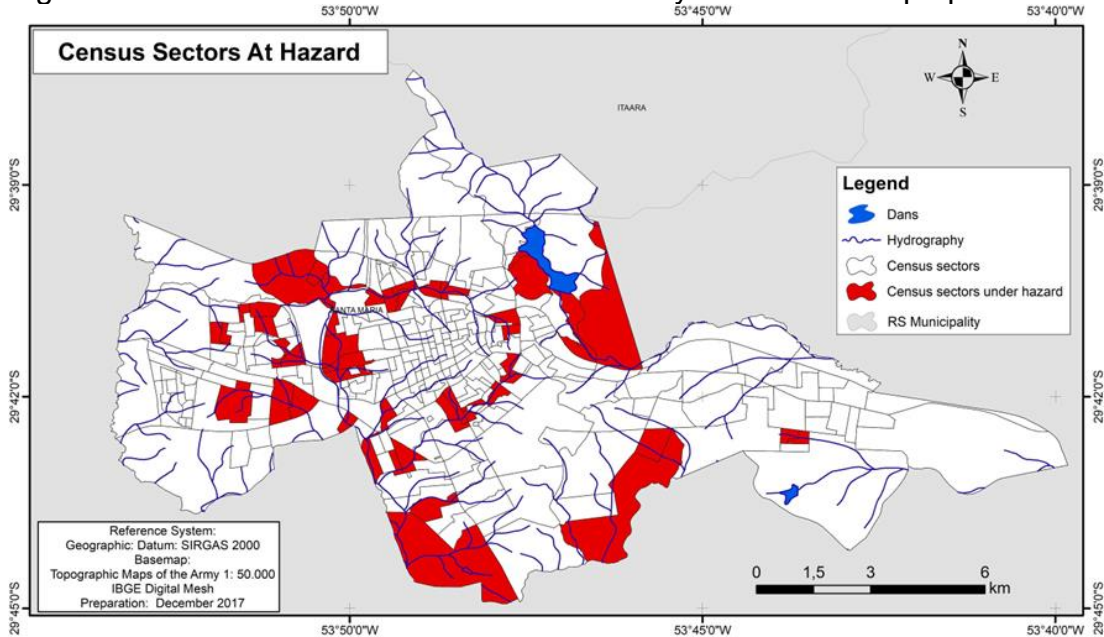 53°50'0"W 53°45'0"W 53°40'0"W
Census Sectors At Hazard
N
W E
S
ITAARA
29°39'0"S 29°39'0"S
Legend
Dans
Hydrography
Census sectors
Census sectors under hazard
RS Municipality
ANTA MARIA
29°42'0"S 29°42'0"S
Reference System:
Geographic: Datum: SIRGAS 2000
Basemap:
Topographic Maps of the Army 1: 50.000
IBGE Digital Mesh
Preparation: December 2017
0 1,5 3 6
km
29°45'0"S 29°45'0"S
53°50'0"W 53°45'0"W 53°40'0"W